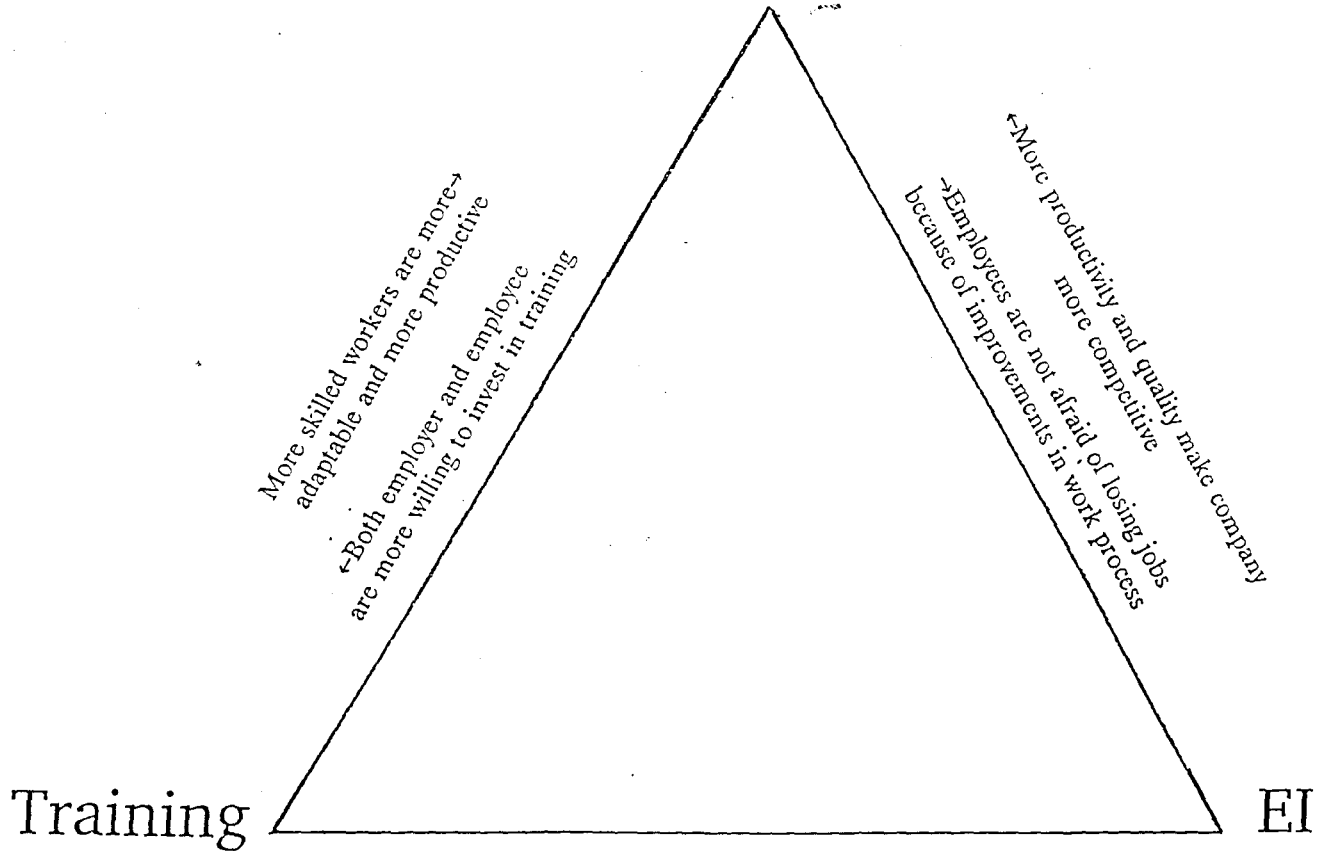 More skilled workers are more→
adaptable and more productive
←Both employer and employee
are more willing to invest in training
←More productivity and quality make company
more competitive
→Employees are not afraid of losing jobs
because of improvements in work process
Training
EI